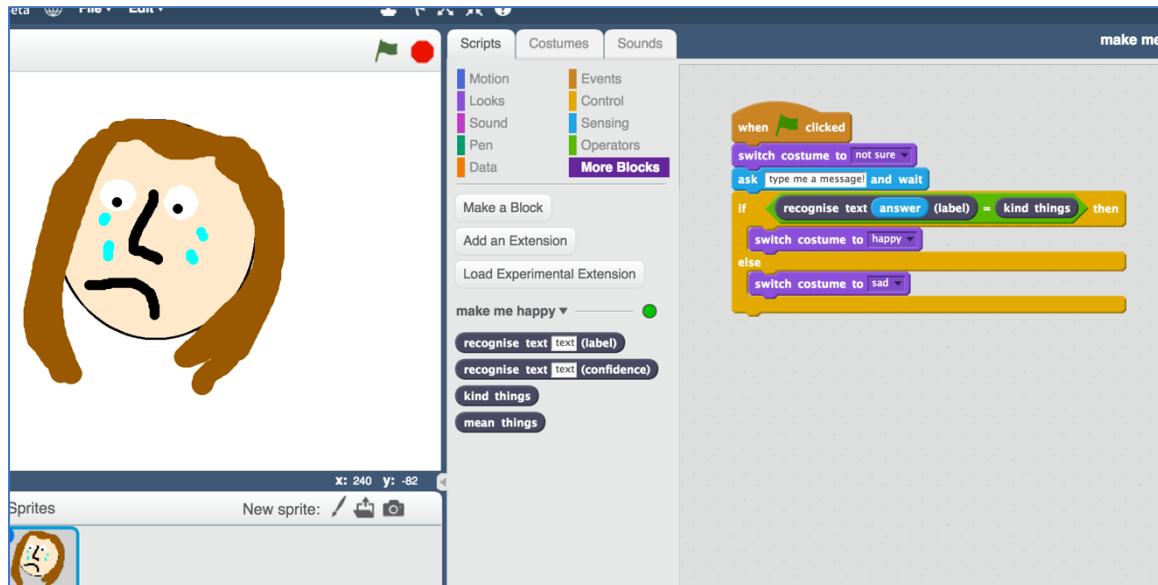 eta File Edit
Scripts Costumes Sounds make me
Motion Events
Looks Control
Sound Sensing
Pen Operators
Data More Blocks
Make a Block
Add an Extension
Load Experimental Extension
make me happy
recognise text text (label)
recognise text text (confidence)
kind things
mean things
when clicked
switch costume to not sure
ask type me a message! and wait
if recognise text answer (label) = kind things then
switch costume to happy
else
switch costume to sad
x: 240 y: -82
Sprites New sprite: